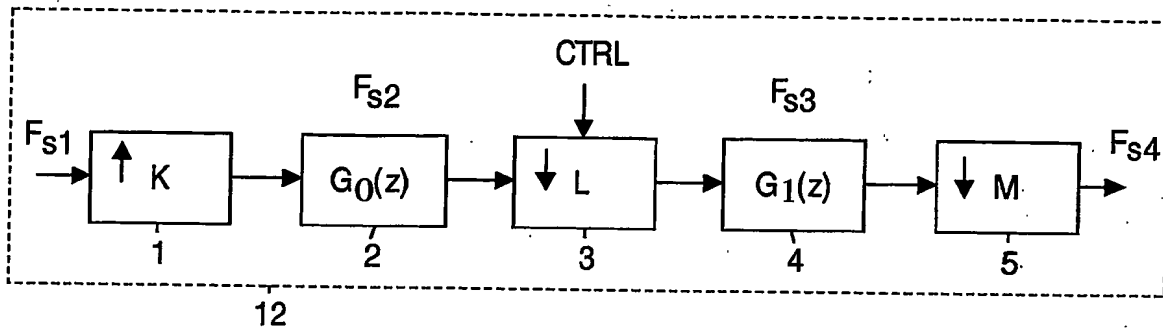 CTRL
Fs2
Fs3
Fs1
Fs4
↑ K
G0(z)
↓ L
G1(z)
↓ M
1
2
3
4
5
12